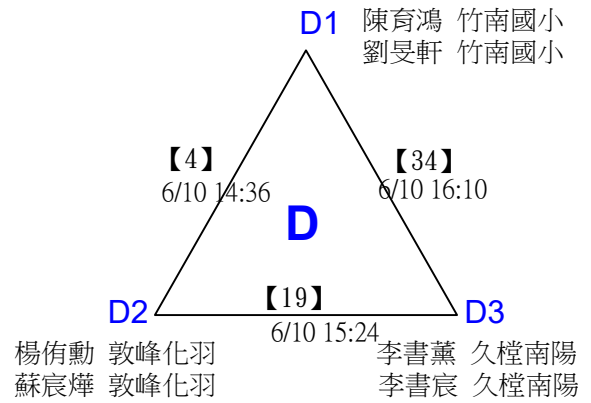 D1 陳育鴻 竹南國小
劉旻軒 竹南國小
【4】
6/10 14:36
【34】
6/10 16:10
D
【19】
6/10 15:24
D2
D3
楊侑勳 敦峰化羽
蘇宸燁 敦峰化羽
李書薰 久樘南陽
李書宸 久樘南陽